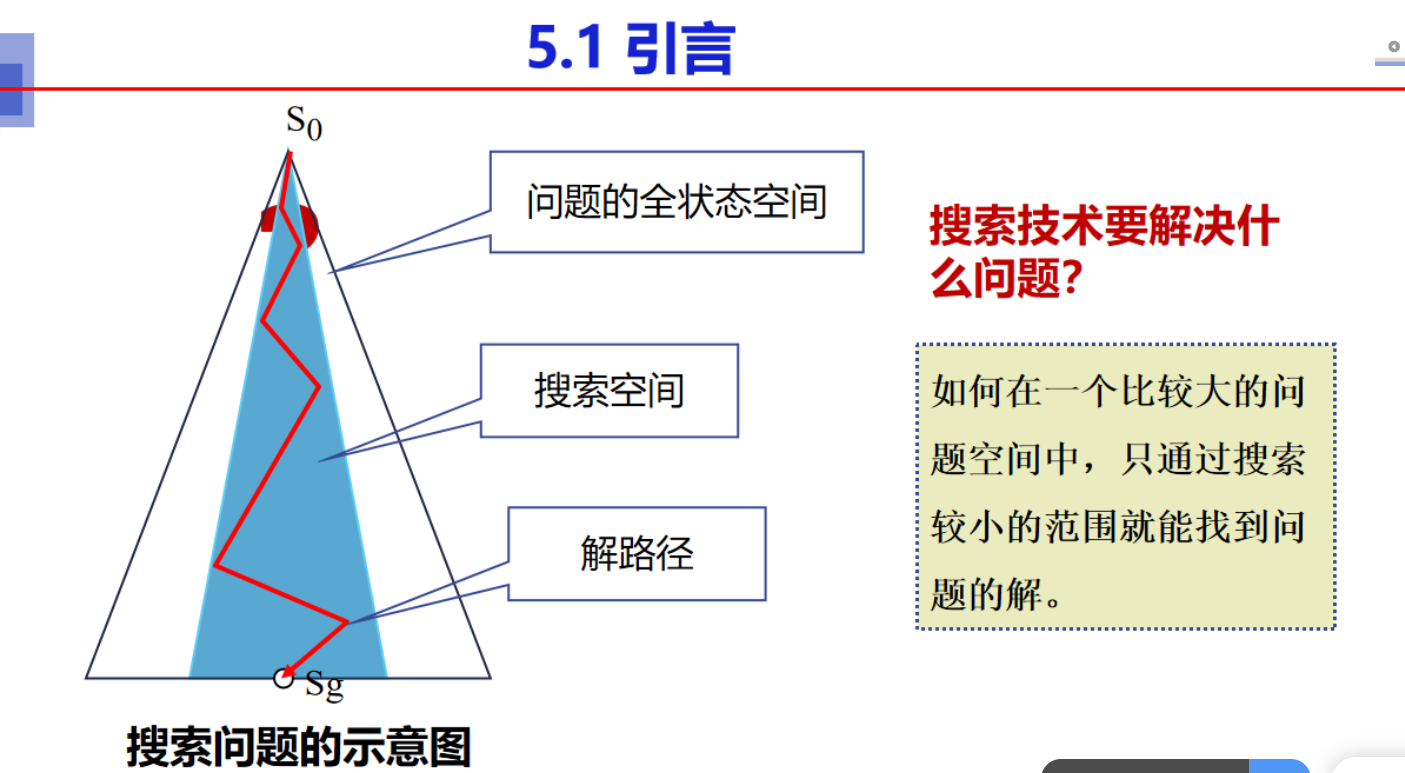 5.1 引言
S0
问题的全状态空间
搜索技术要解决什
么问题？
搜索空间
如何在一个比较大的问
题空间中，只通过搜索
较小的范围就能找到问
题的解。
解路径
Sg
搜索问题的示意图